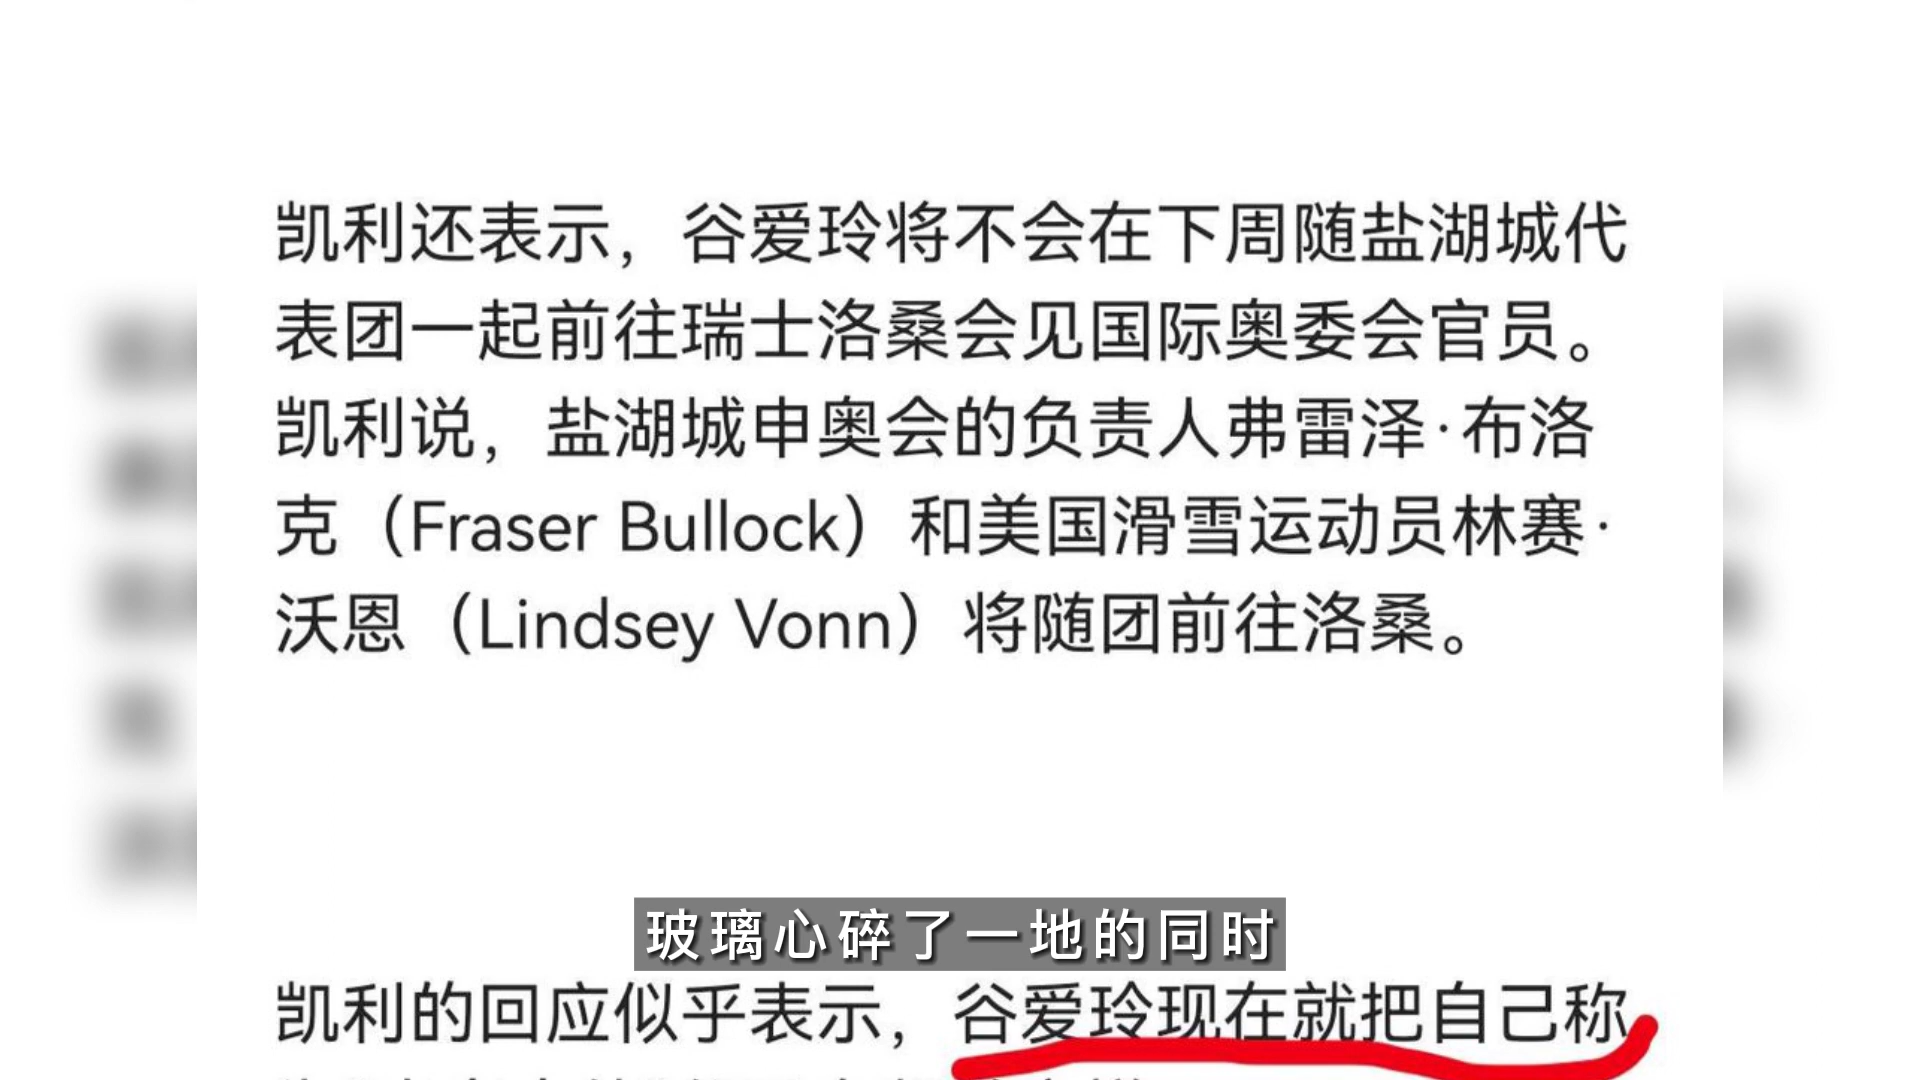 凯利还表示，谷爱玲将不会在下周随盐湖城代
表团一起前往瑞士洛桑会见国际奥委会官员。
凯利说，盐湖城申奥会的负责人弗雷泽·布洛
克（Fraser Bullock）和美国滑雪运动员林赛·
沃恩（Lindsey Vonn）将随团前往洛桑。
玻璃心碎了一地的同时
凯利的回应似乎表示，谷爱玲现在就把自己称